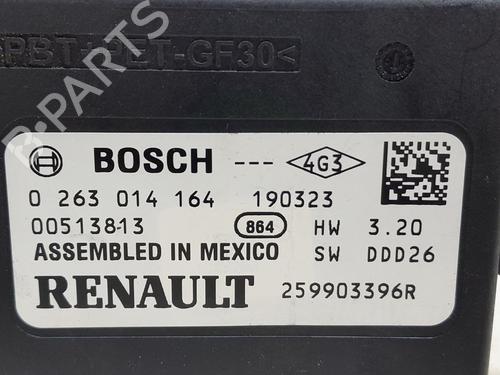 PBT+PET-GF30<
BOSCH --- 4G3
0 263 014 164 190323
00513813 864 HW 3.20
ASSEMBLED IN MEXICO SW DDD26
RENAULT 259903396R
B-PARTS